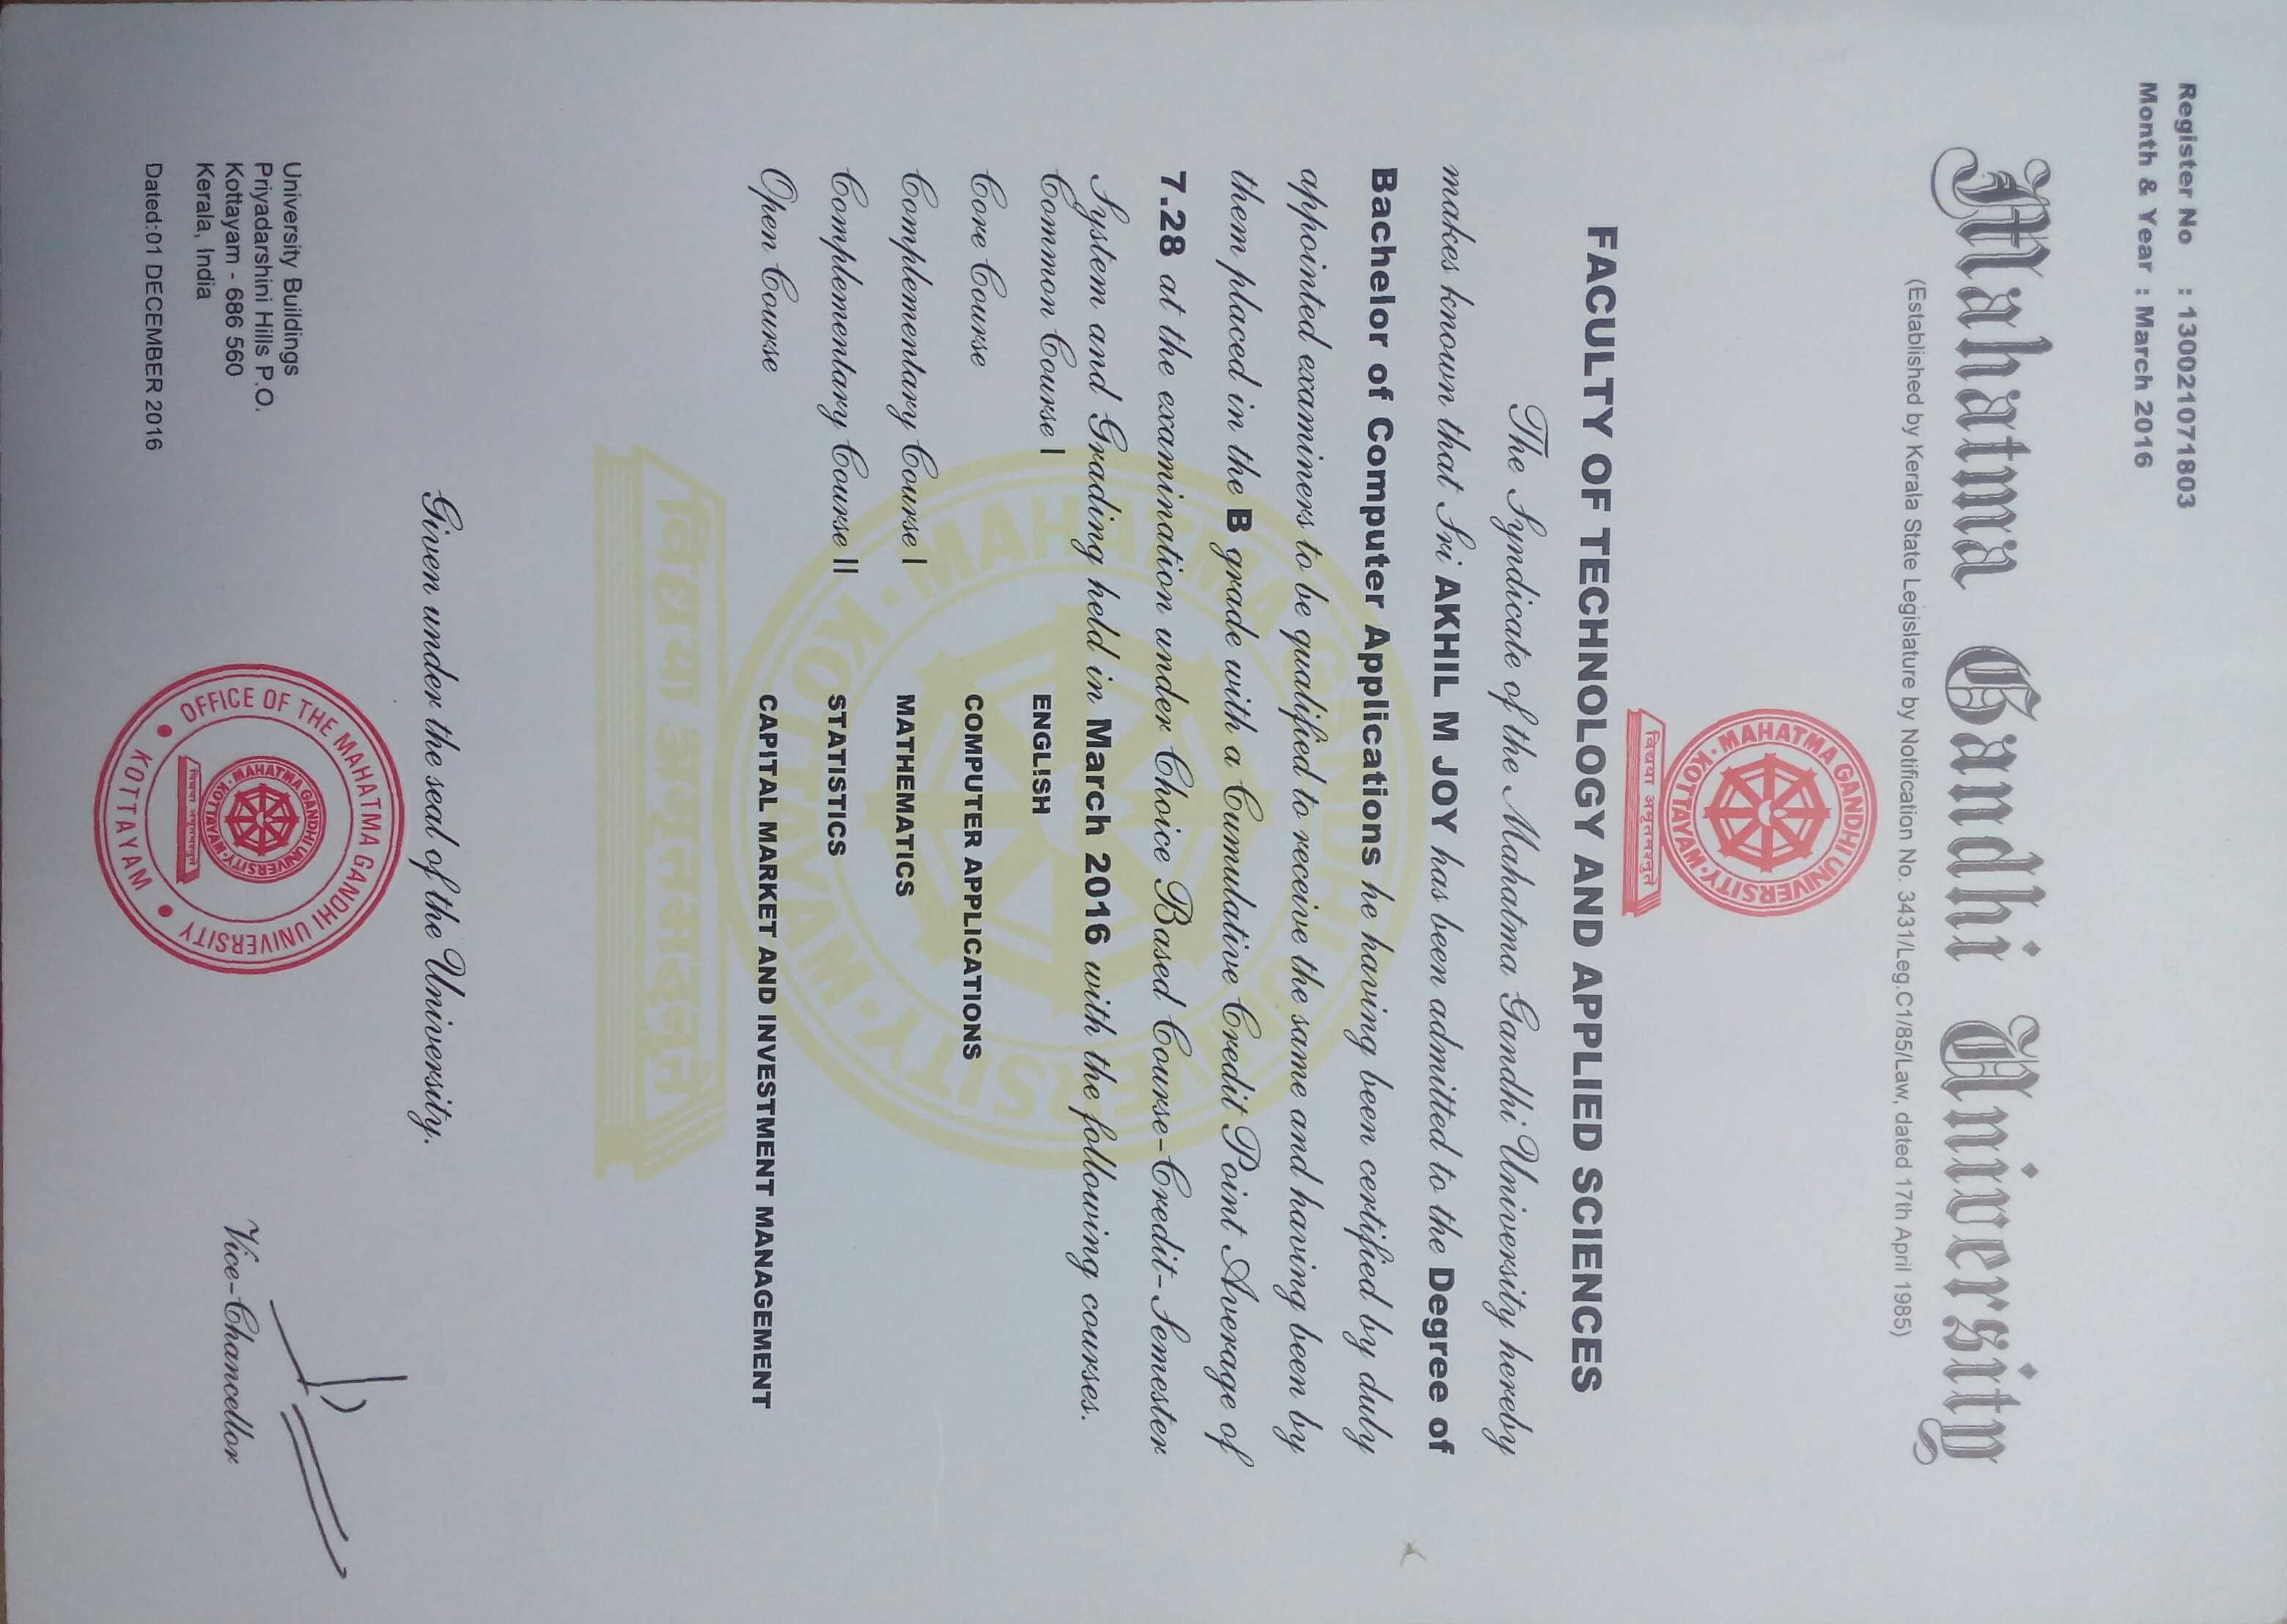 Register No : 130021071803
Month & Year : March 2016
Mahatma Gandhi University
(Established by Kerala State Legislature by Notification No. 3431/Leg.C1/85/Law, dated 17th April 1985)
MAHATMA GANDHI UNIVERSITY
KOTTAYAM
विद्यया अमृतमश्नुते
FACULTY OF TECHNOLOGY AND APPLIED SCIENCES
The Syndicate of the Mahatma Gandhi University hereby
makes known that Sri AKHIL M JOY has been admitted to the Degree of
Bachelor of Computer Applications he having been certified by duly
appointed examiners to be qualified to receive the same and having been by
them placed in the B grade with a Cumulative Credit Point Average of
7.28 at the examination under Choice Based Course-Credit-Semester
System and Grading held in March 2016 with the following courses.
Common Course I ENGLISH
Core Course COMPUTER APPLICATIONS
Complementary Course I MATHEMATICS
Complementary Course II STATISTICS
Open Course CAPITAL MARKET AND INVESTMENT MANAGEMENT
MAHATMA GANDHI UNIVERSITY
KOTTAYAM
विद्यया अमृतमश्नुते
Given under the seal of the University.
OFFICE OF THE MAHATMA GANDHI UNIVERSITY
KOTTAYAM
MAHATMA GANDHI UNIVERSITY
KOTTAYAM
विद्यया अमृतमश्नुते
Vice-Chancellor
University Buildings
Priyadarshini Hills P.O.
Kottayam - 686 560
Kerala, India
Dated:01 DECEMBER 2016